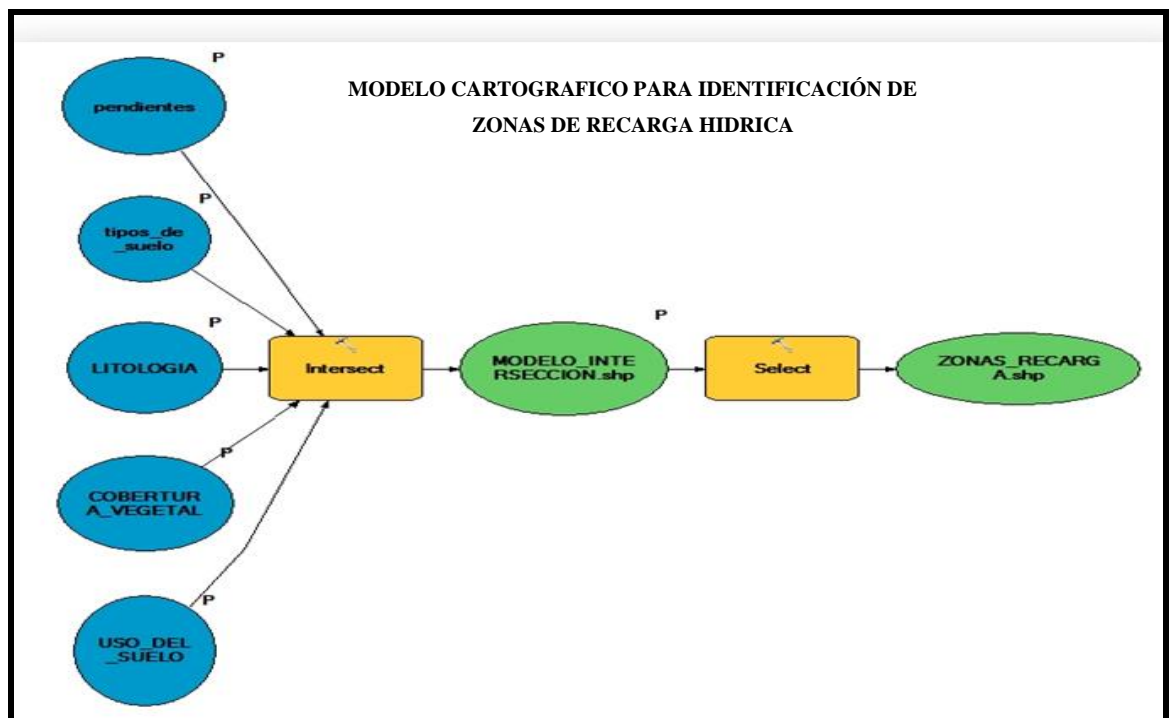 MODELO CARTOGRAFICO PARA IDENTIFICACIÓN DE
ZONAS DE RECARGA HIDRICA
P
pendientes
P
tipos_de
_suelo
P
LITOLOGIA
P
COBERTUR
A_VEGETAL
P
USO_DEL
_SUELO
Intersect
P
MODELO_INTE
RSECCION.shp
Select
ZONAS_RECARG
A.shp